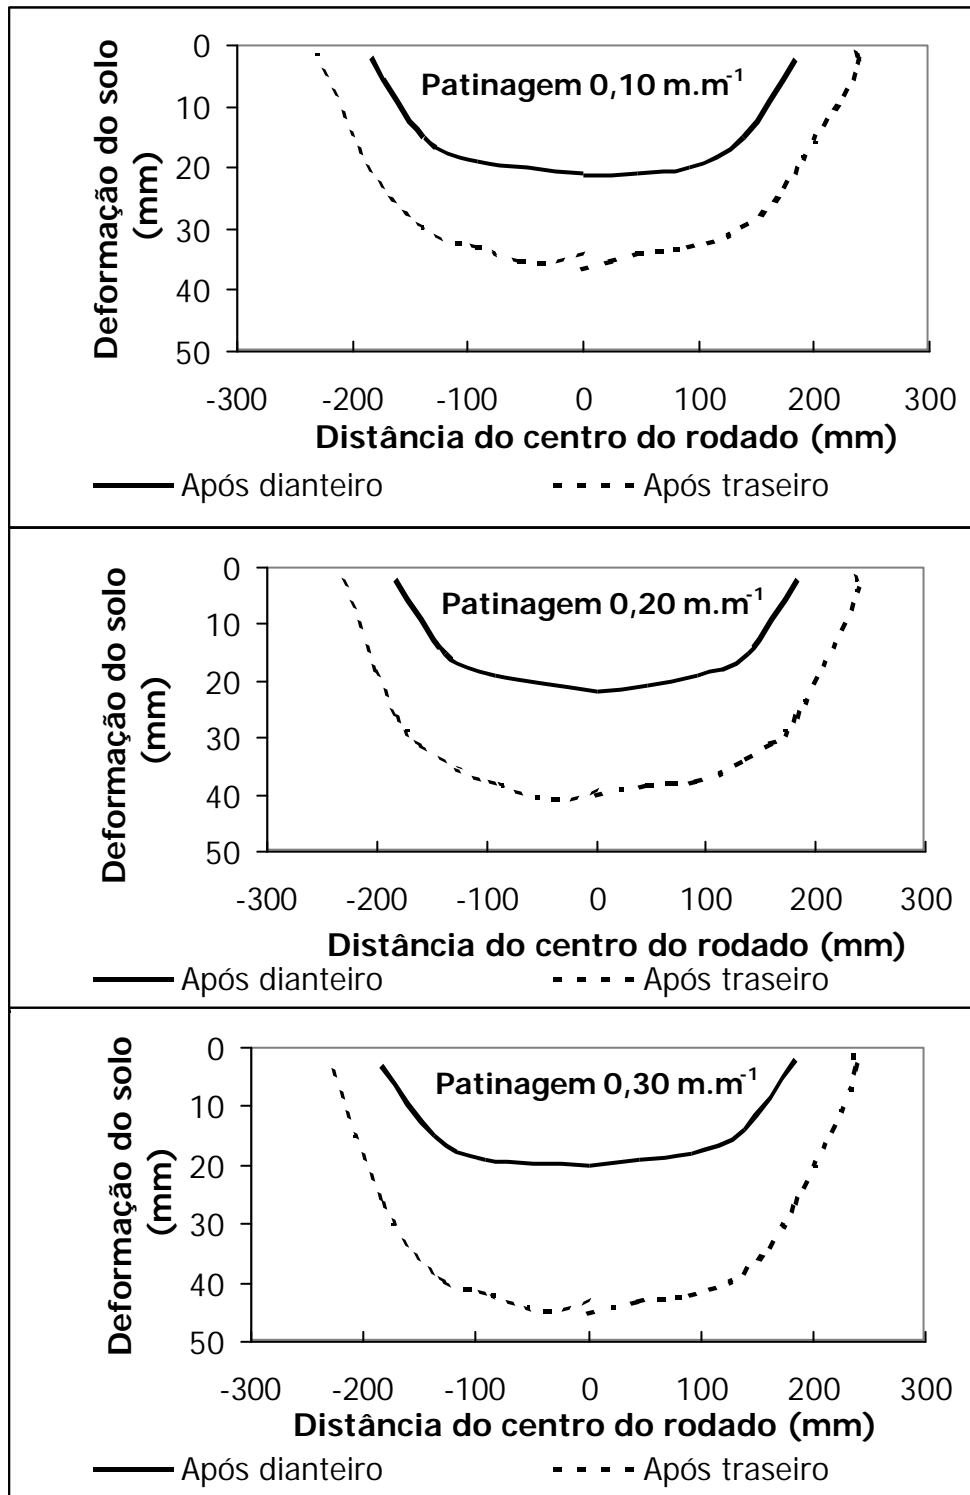 Deformação do solo
(mm)
0
10
20
30
40
50
Patinagem 0,10 m.m-1
-300 -200 -100 0 100 200 300
Distância do centro do rodado (mm)
Após dianteiro Após traseiro
Deformação do solo
(mm)
0
10
20
30
40
50
Patinagem 0,20 m.m-1
-300 -200 -100 0 100 200 300
Distância do centro do rodado (mm)
Após dianteiro Após traseiro
Deformação do solo
(mm)
0
10
20
30
40
50
Patinagem 0,30 m.m-1
-300 -200 -100 0 100 200 300
Distância do centro do rodado (mm)
Após dianteiro Após traseiro